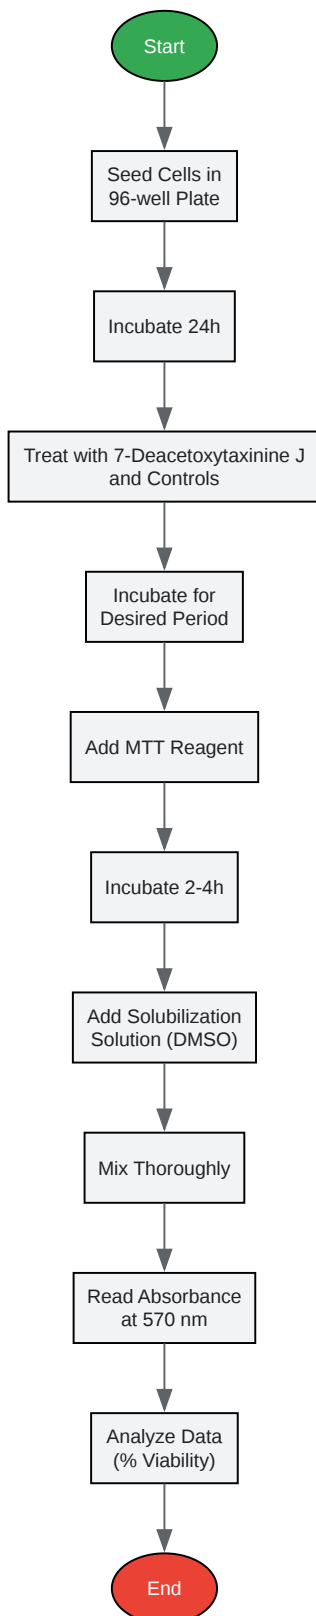 Start
Seed Cells in
96-well Plate
Incubate 24h
Treat with 7-Deacetoxytaxinine J
and Controls
Incubate for
Desired Period
Add MTT Reagent
Incubate 2-4h
Add Solubilization
Solution (DMSO)
Mix Thoroughly
Read Absorbance
at 570 nm
Analyze Data
(% Viability)
End